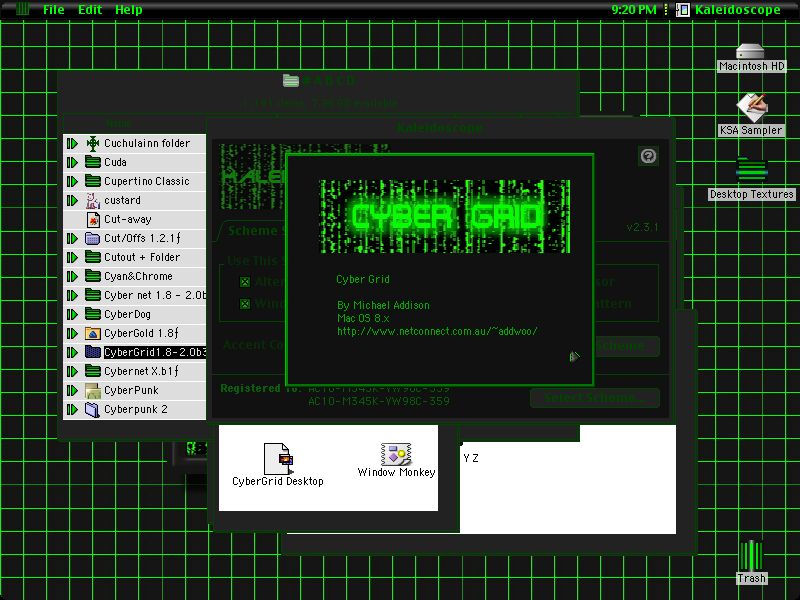 File Edit Help
9:20 PM Kaleidoscope
Macintosh HD
KSA Sampler
Desktop Textures
Trash
Kaleidoscope
Cuchulainn folder
Cuda
Cupertino Classic
custard
Cut-away
Cut/Offs 1.2.1ƒ
Cutout + Folder
Cyan&Chrome
Cyber net 1.8 - 2.0b
CyberDog
CyberGold 1.8ƒ
CyberGrid1.8-2.0b3
Cybernet X.b1ƒ
CyberPunk
Cyberpunk 2
Scheme
v2.3.1
Use This
Accent Co
Scheme...
Registered To:
AC10-M345K-YW98C-359
AC10-M345K-YW98C-359
Select Scheme...
CYBER GRID
Cyber Grid
By Michael Addison
Mac OS 8.x
http://www.netconnect.com.au/~addwoo/
CyberGrid Desktop
Window Monkey
Y Z